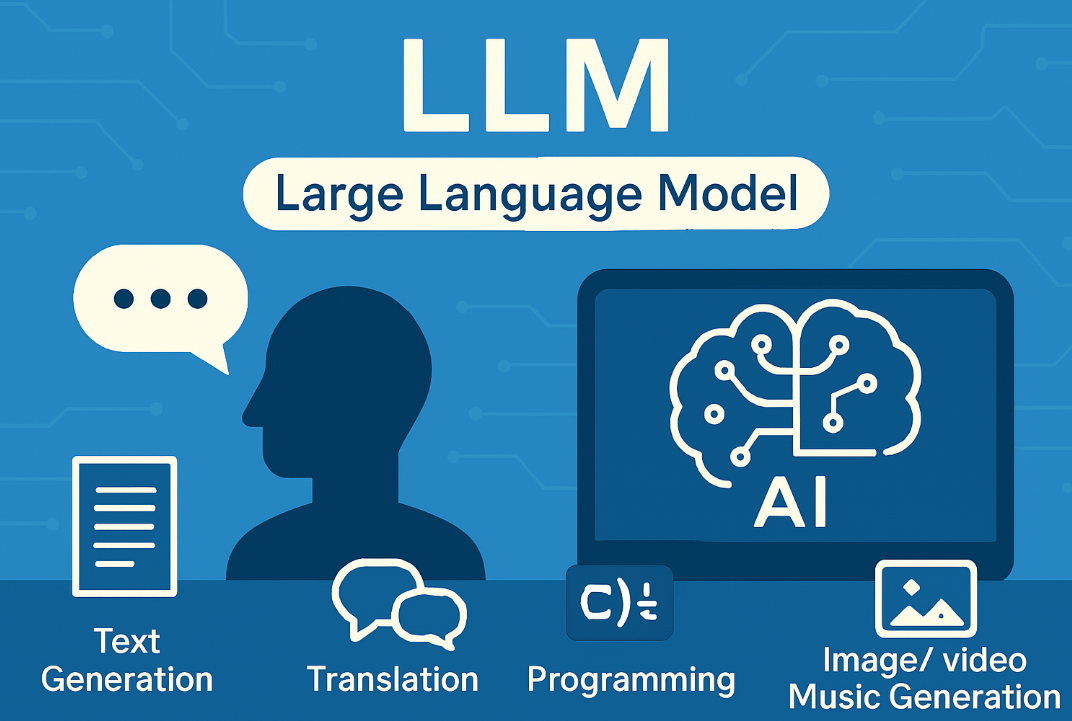 LLM
Large Language Model
AI
Text
Generation
Translation
Programming
Image/ video
Music Generation